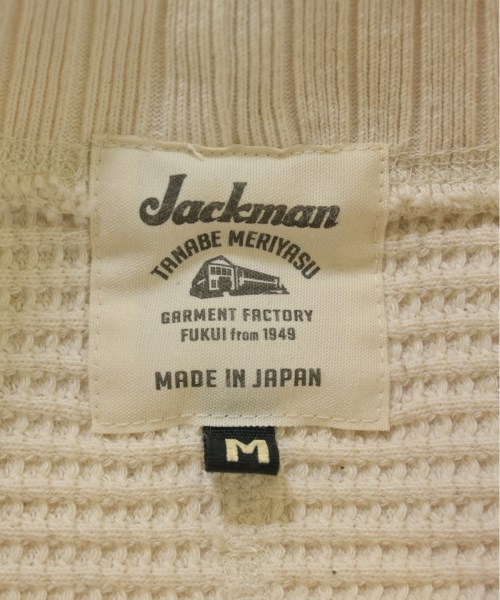 Jackman
TANABE MERIYASU
GARMENT FACTORY
FUKUI from 1949
MADE IN JAPAN
M